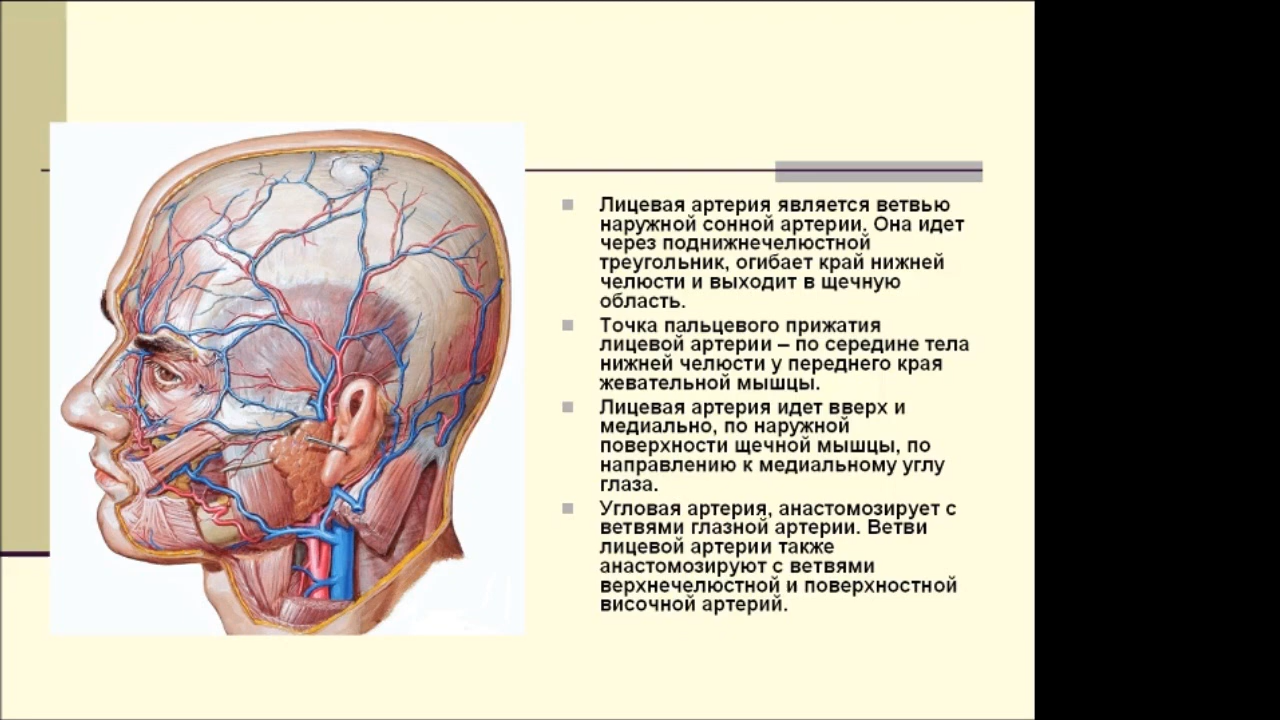 Лицевая артерия является ветвью
наружной сонной артерии. Она идет
через поднижнечелюстной
треугольник, огибает край нижней
челюсти и выходит в щечную
область.
Точка пальцевого прижатия
лицевой артерии – по середине тела
нижней челюсти у переднего края
жевательной мышцы.
Лицевая артерия идет вверх и
медиально, по наружной
поверхности щечной мышцы, по
направлению к медиальному углу
глаза.
Угловая артерия, анастомозирует с
ветвями глазной артерии. Ветви
лицевой артерии также
анастомозируют с ветвями
верхнечелюстной и поверхностной
височной артерий.